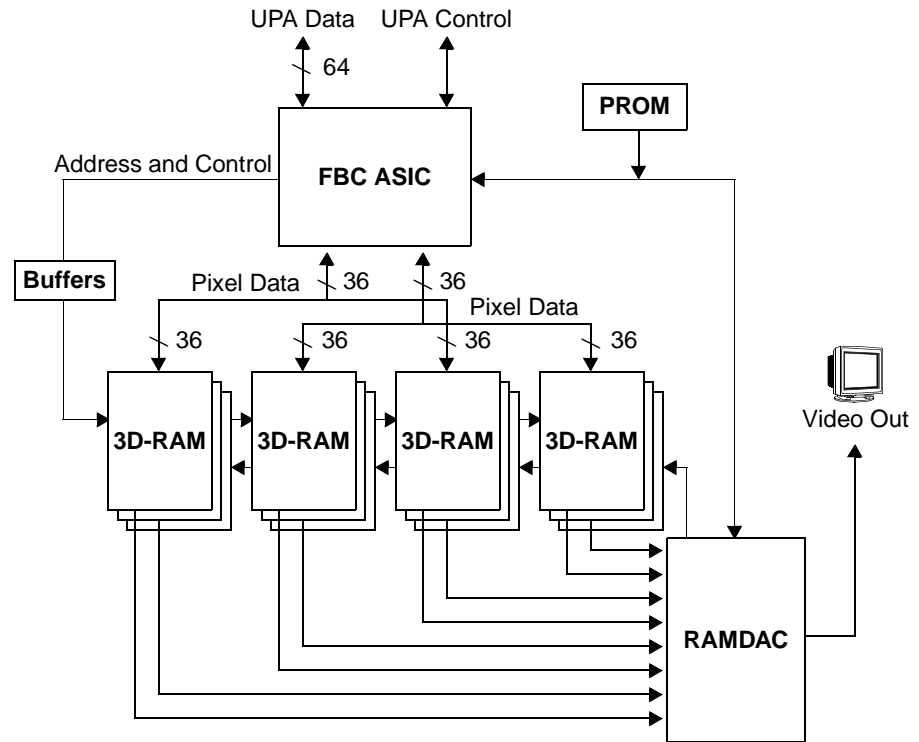 UPA Data UPA Control
64
PROM
Address and Control
FBC ASIC
Buffers
Pixel Data 36 36
Pixel Data
36 36 36 36
3D-RAM 3D-RAM 3D-RAM 3D-RAM
Video Out
RAMDAC